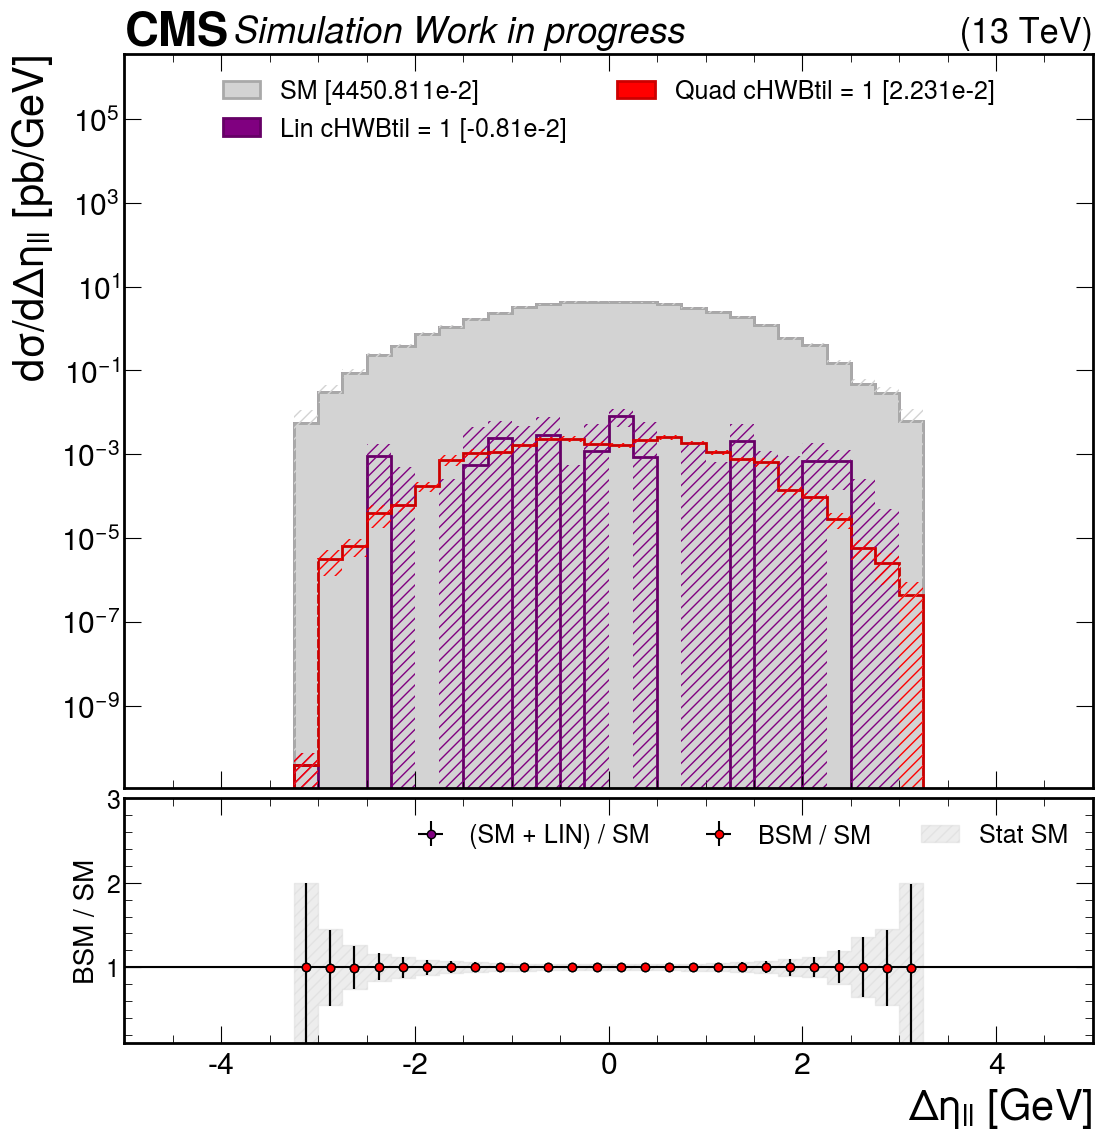 CMS Simulation Work in progress (13 TeV)
SM [4450.811e-2]
Quad cHWBtil = 1 [2.231e-2]
Lin cHWBtil = 1 [-0.81e-2]
dσ/dΔη_ll [pb/GeV]
10^5
10^3
10^1
10^−1
10^−3
10^−5
10^−7
10^−9
(SM + LIN) / SM
BSM / SM
Stat SM
BSM / SM
3
2
1
-4 -2 0 2 4
Δη_ll [GeV]